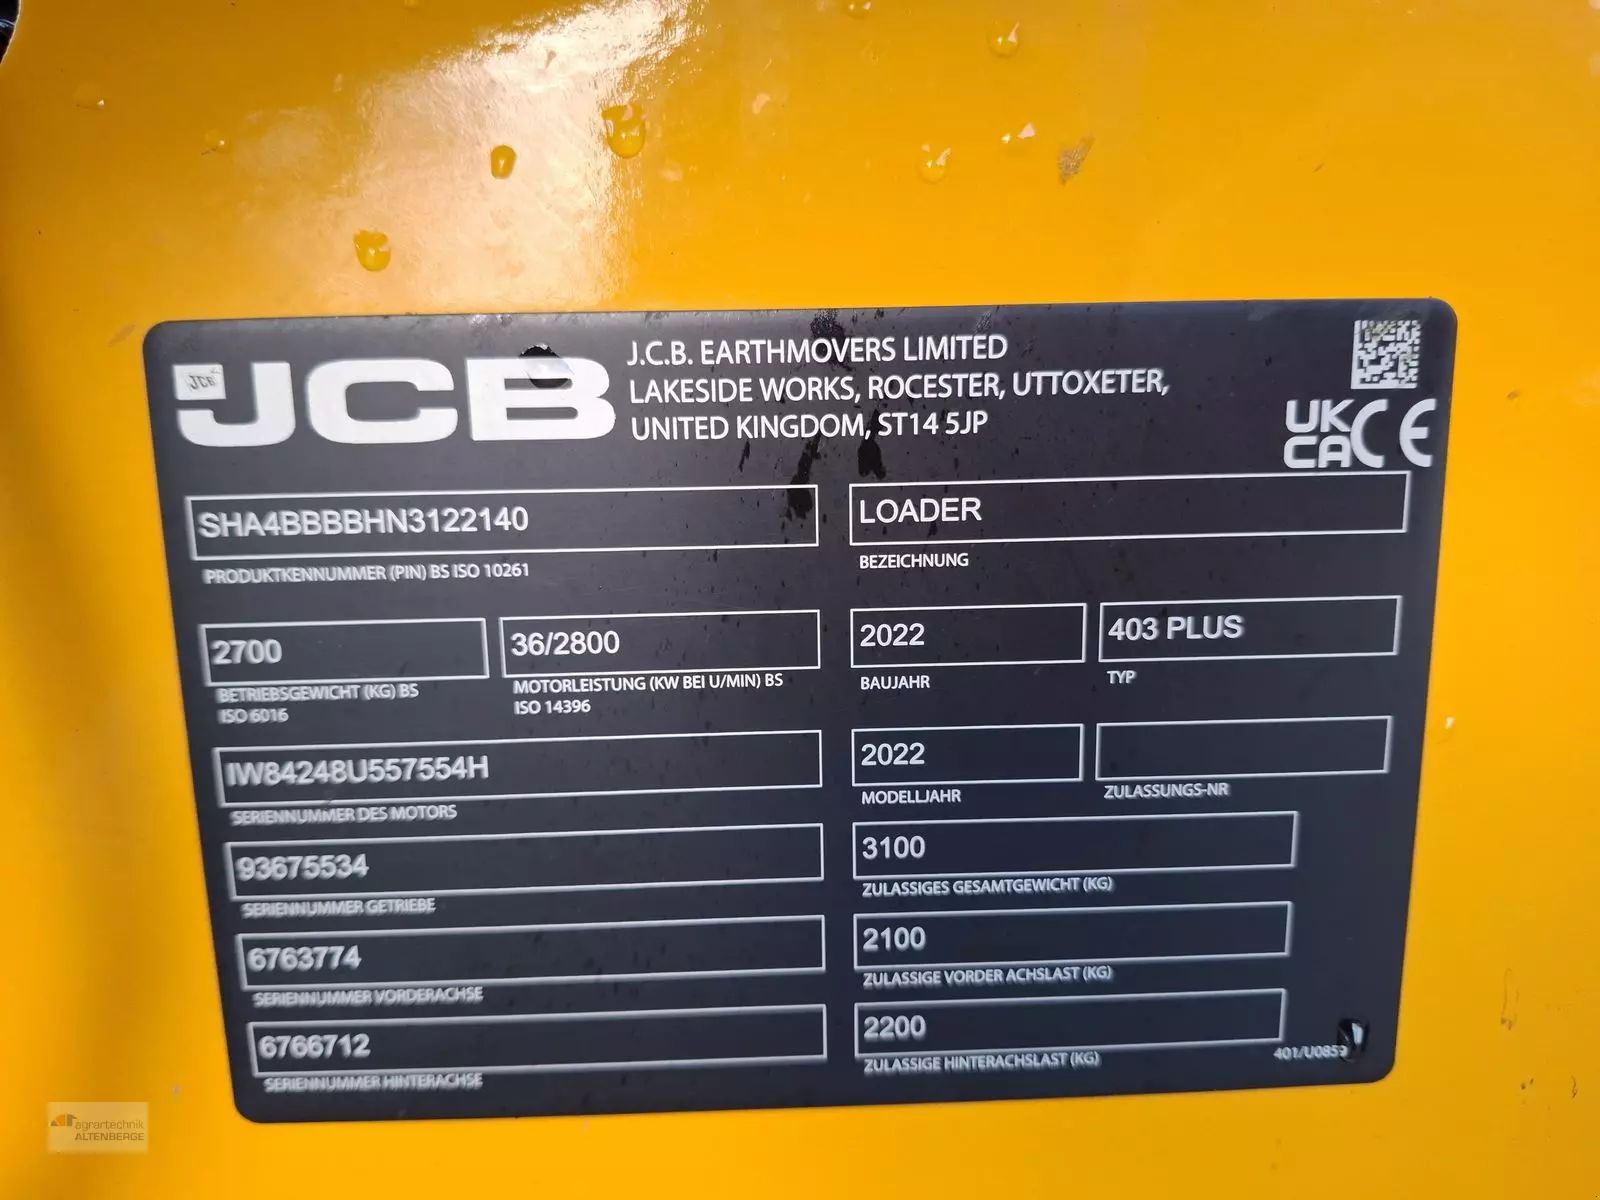 JCB
JCB
J.C.B. EARTHMOVERS LIMITED
LAKESIDE WORKS, ROCESTER, UTTOXETER,
UNITED KINGDOM, ST14 5JP
UK
CA
CE
SHA4BBBBHN3122140
PRODUKTKENNUMMER (PIN) BS ISO 10261
LOADER
BEZEICHNUNG
2700
BETRIEBSGEWICHT (KG) BS
ISO 6016
36/2800
MOTORLEISTUNG (KW BEI U/MIN) BS
ISO 14396
2022
BAUJAHR
403 PLUS
TYP
IW84248U557554H
SERIENNUMMER DES MOTORS
2022
MODELLJAHR
ZULASSUNGS-NR
93675534
SERIENNUMMER GETRIEBE
3100
ZULASSIGES GESAMTGEWICHT (KG)
6763774
SERIENNUMMER VORDERACHSE
2100
ZULASSIGE VORDER ACHSLAST (KG)
6766712
SERIENNUMMER HINTERACHSE
2200
ZULASSIGE HINTERACHSLAST (KG)
401/U0859
agrartechnik
ALTENBERGE